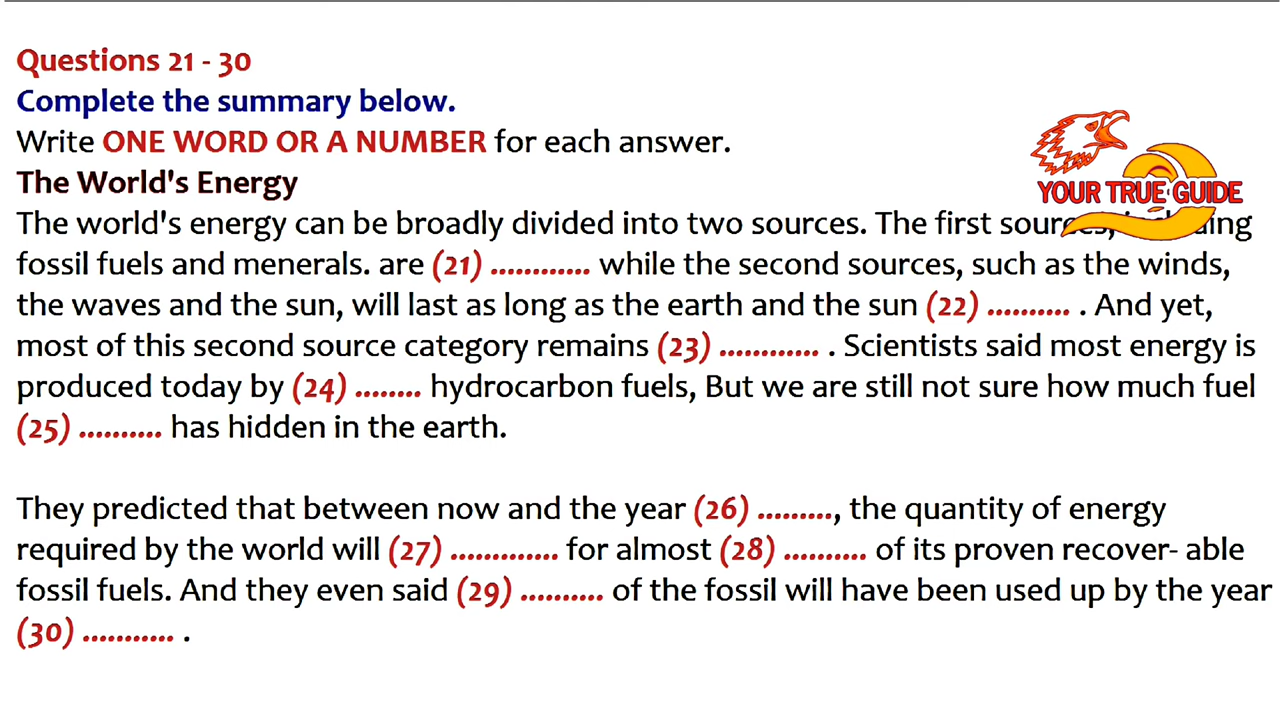 Questions 21 - 30
Complete the summary below.
Write ONE WORD OR A NUMBER for each answer.
The World's Energy
YOUR TRUE GUIDE
The world's energy can be broadly divided into two sources. The first
fossil fuels and menerals. are (21) ............ while the second sources, such as the winds,
the waves and the sun, will last as long as the earth and the sun (22) .......... . And yet,
most of this second source category remains (23) ............ . Scientists said most energy is
produced today by (24) ........ hydrocarbon fuels, But we are still not sure how much fuel
(25) .......... has hidden in the earth.
They predicted that between now and the year (26) ........., the quantity of energy
required by the world will (27) ............. for almost (28) .......... of its proven recover- able
fossil fuels. And they even said (29) .......... of the fossil will have been used up by the year
(30) ........... .